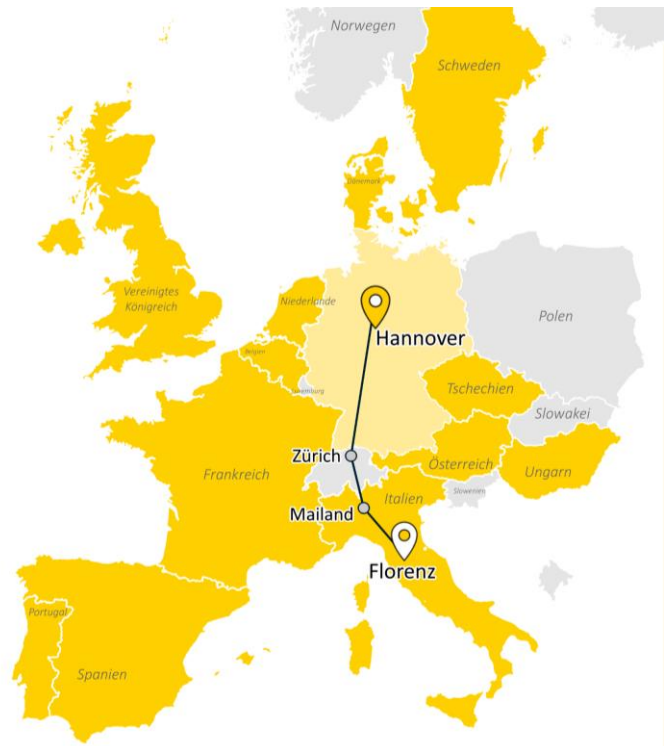 Norwegen
Schweden
Dänemark
Vereinigtes
Königreich
Niederlande
Polen
Hannover
Belgien
Tschechien
Luxemburg
Slowakei
Zürich
Österreich
Frankreich
Ungarn
Italien
Slowenien
Mailand
Florenz
Portugal
Spanien